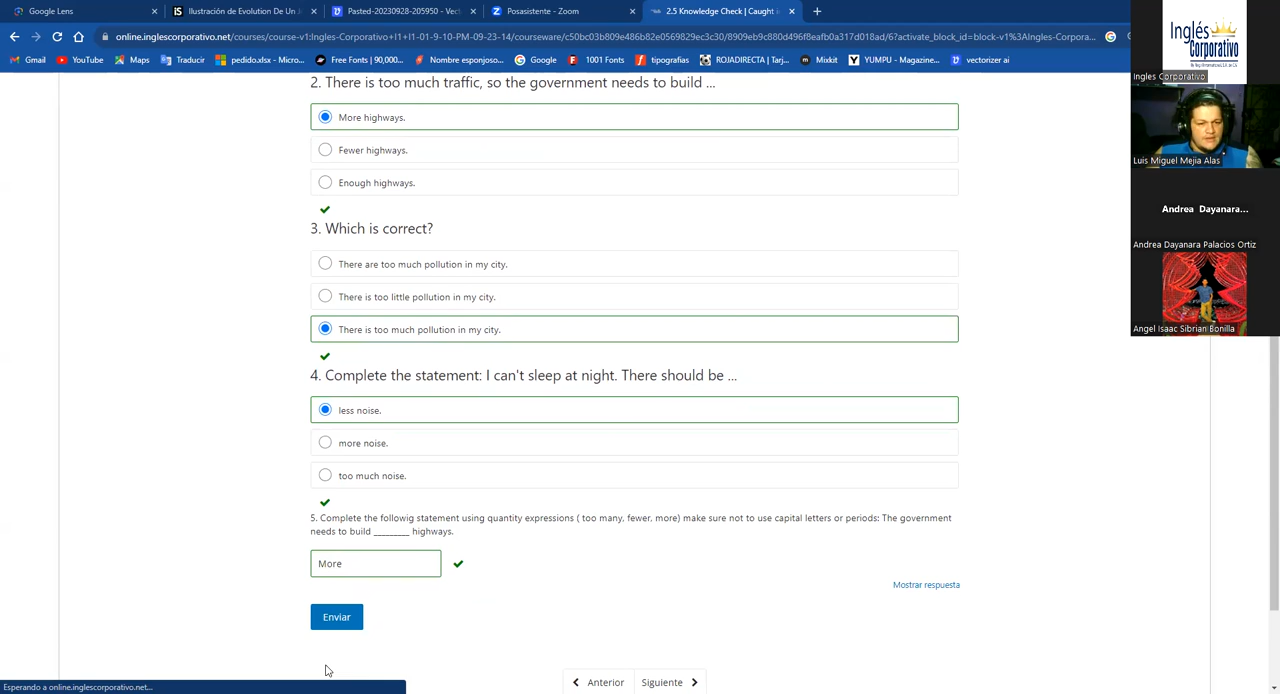 Google Lens
Ilustración de Evolution De Un J
Pasted-20230928-205950 - Vec
Posasistente - Zoom
2.5 Knowledge Check | Caught i
online.inglescorporativo.net/courses/course-v1:Ingles-Corporativo+I1+I1-01-9-10-PM-09-23-14/courseware/c50bc03b809e486b82e0569829ec3c30/8909eb9c880d496f8eafb0a317d018ad/6?activate_block_id=block-v1%3AIngles-Corpora...
Gmail
YouTube
Maps
Traducir
pedido.xlsx - Micro...
Free Fonts | 90,000...
Nombre esponjoso...
Google
1001 Fonts
tipografias
ROJADIRECTA | Tarj...
Mixkit
YUMPU - Magazine...
vectorizer ai
Inglés
Corporativo
Ingles Corporativo
Luis Miguel Mejia Alas
Andrea Dayanara...
Andrea Dayanara Palacios Ortiz
Angel Isaac Sibrian Bonilla
2. There is too much traffic, so the government needs to build ...
More highways.
Fewer highways.
Enough highways.
3. Which is correct?
There are too much pollution in my city.
There is too little pollution in my city.
There is too much pollution in my city.
4. Complete the statement: I can't sleep at night. There should be ...
less noise.
more noise.
too much noise.
5. Complete the followig statement using quantity expressions ( too many, fewer, more) make sure not to use capital letters or periods: The government
needs to build ________ highways.
More
Mostrar respuesta
Enviar
Anterior
Siguiente
Esperando a online.inglescorporativo.net...